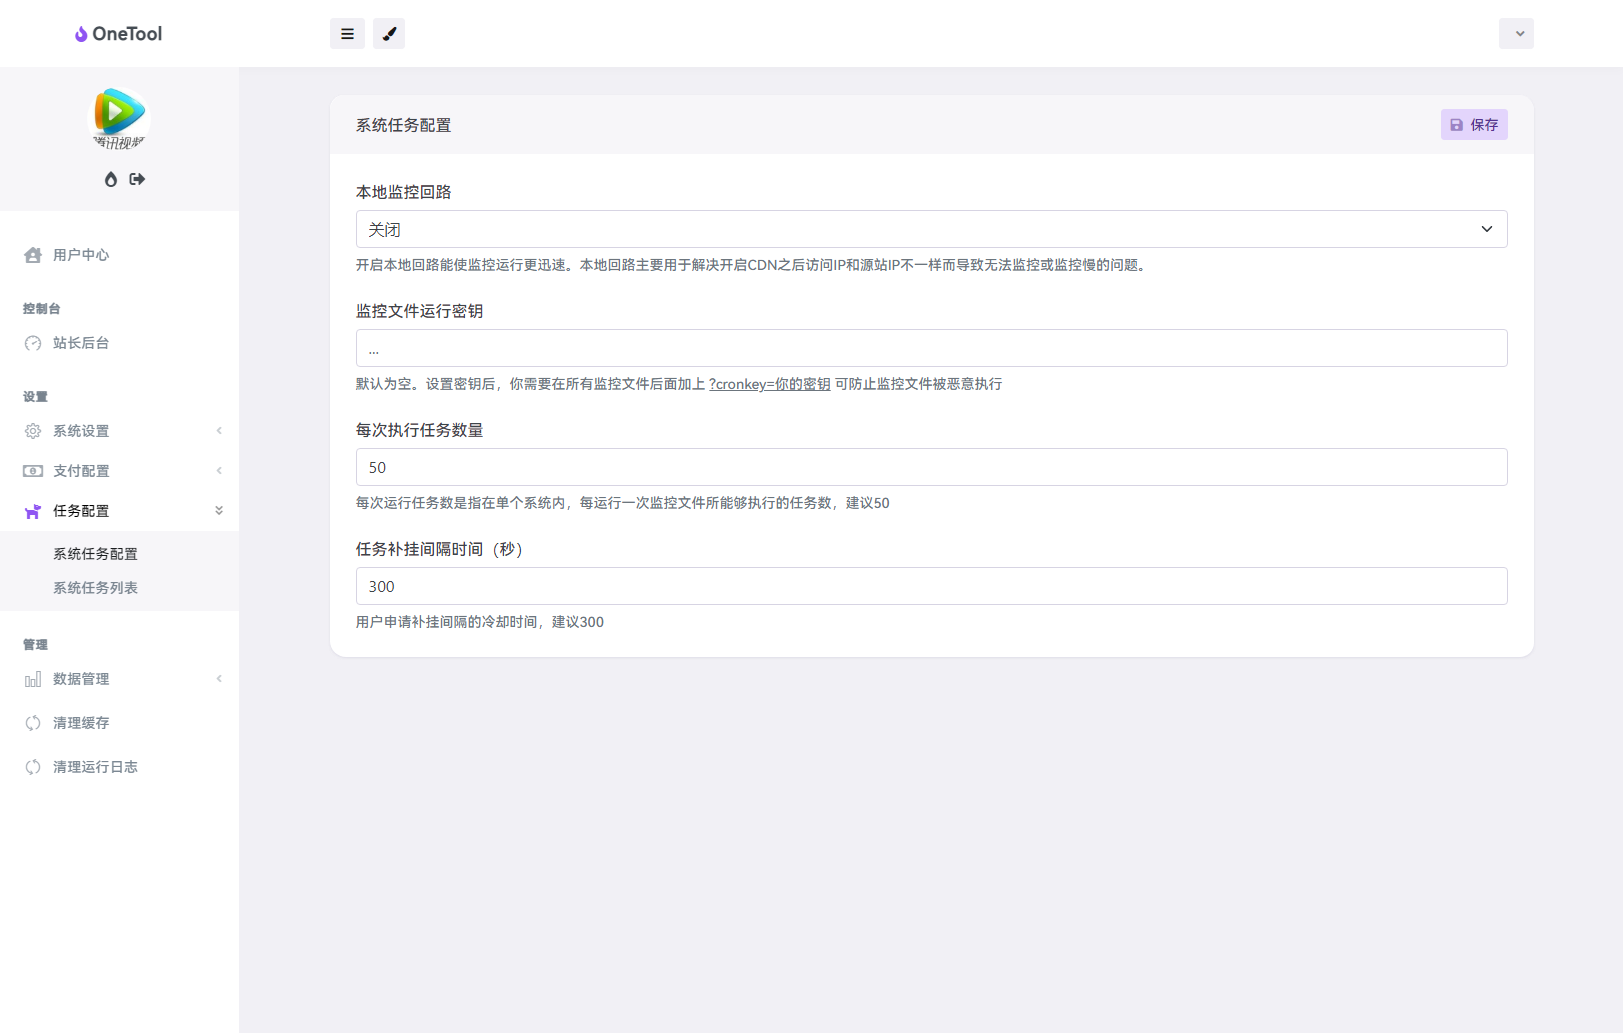 OneTool
腾讯视频
用户中心
控制台
站长后台
设置
系统设置
支付配置
任务配置
系统任务配置
系统任务列表
管理
数据管理
清理缓存
清理运行日志
系统任务配置
保存
本地监控回路
关闭
开启本地回路能使监控运行更迅速。本地回路主要用于解决开启CDN之后访问IP和源站IP不一样而导致无法监控或监控慢的问题。
监控文件运行密钥
...
默认为空。设置密钥后，你需要在所有监控文件后面加上 ?cronkey=你的密钥 可防止监控文件被恶意执行
每次执行任务数量
50
每次运行任务数是指在单个系统内，每运行一次监控文件所能够执行的任务数，建议50
任务补挂间隔时间（秒）
300
用户申请补挂间隔的冷却时间，建议300